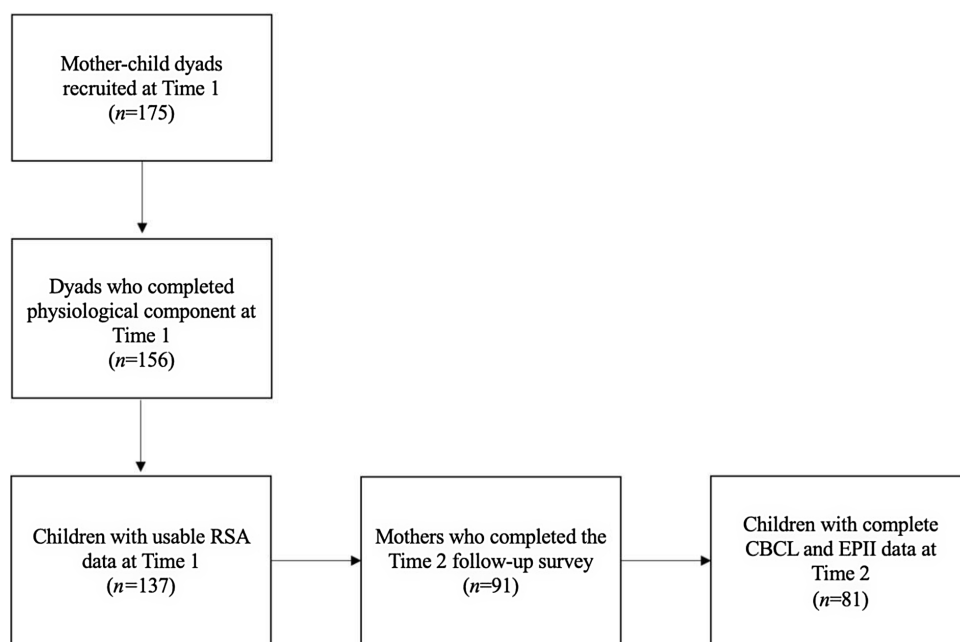 Mother-child dyads
recruited at Time 1
(n=175)
Dyads who completed
physiological component at
Time 1
(n=156)
Children with usable RSA
data at Time 1
(n=137)
Mothers who completed the
Time 2 follow-up survey
(n=91)
Children with complete
CBCL and EPII data at
Time 2
(n=81)